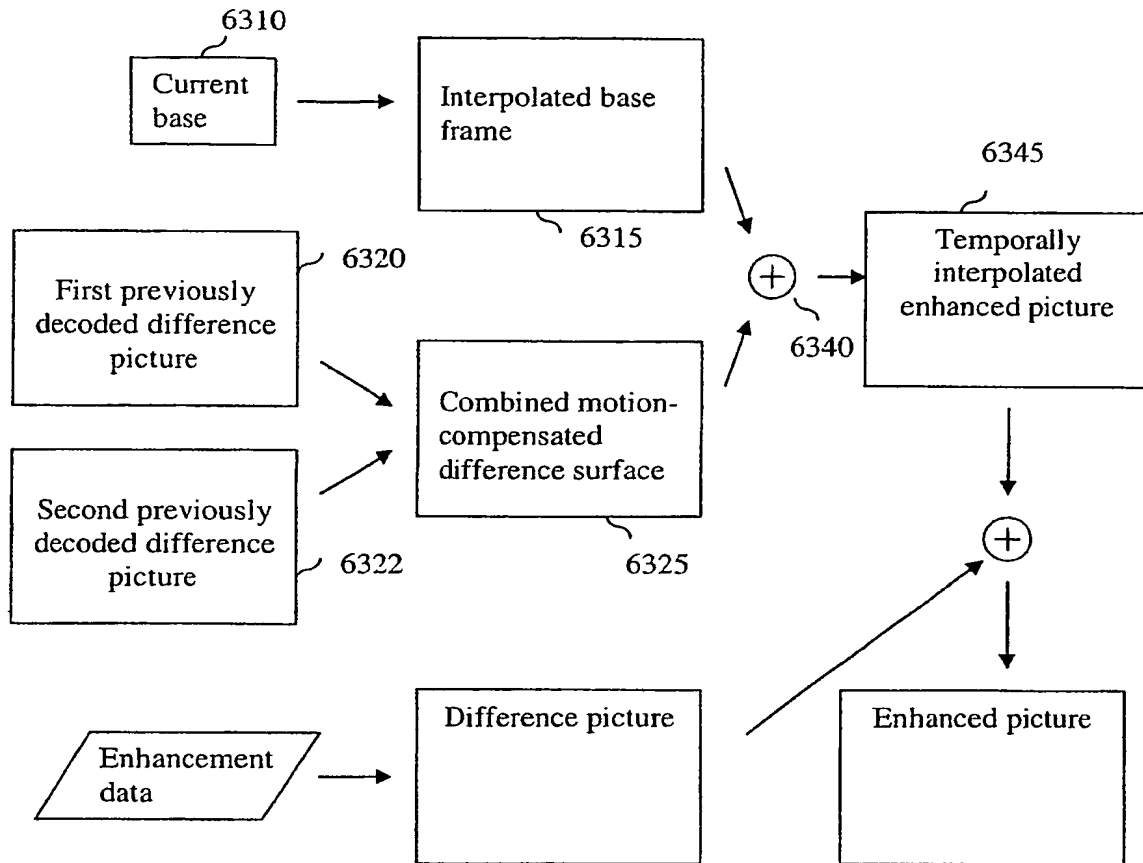 6310
Current
base
Interpolated base
frame
6315
6345
Temporally
interpolated
enhanced picture
6320
First previously
decoded difference
picture
6340
Combined motion-
compensated
difference surface
6325
Second previously
decoded difference
picture
6322
Enhancement
data
Difference picture
Enhanced picture